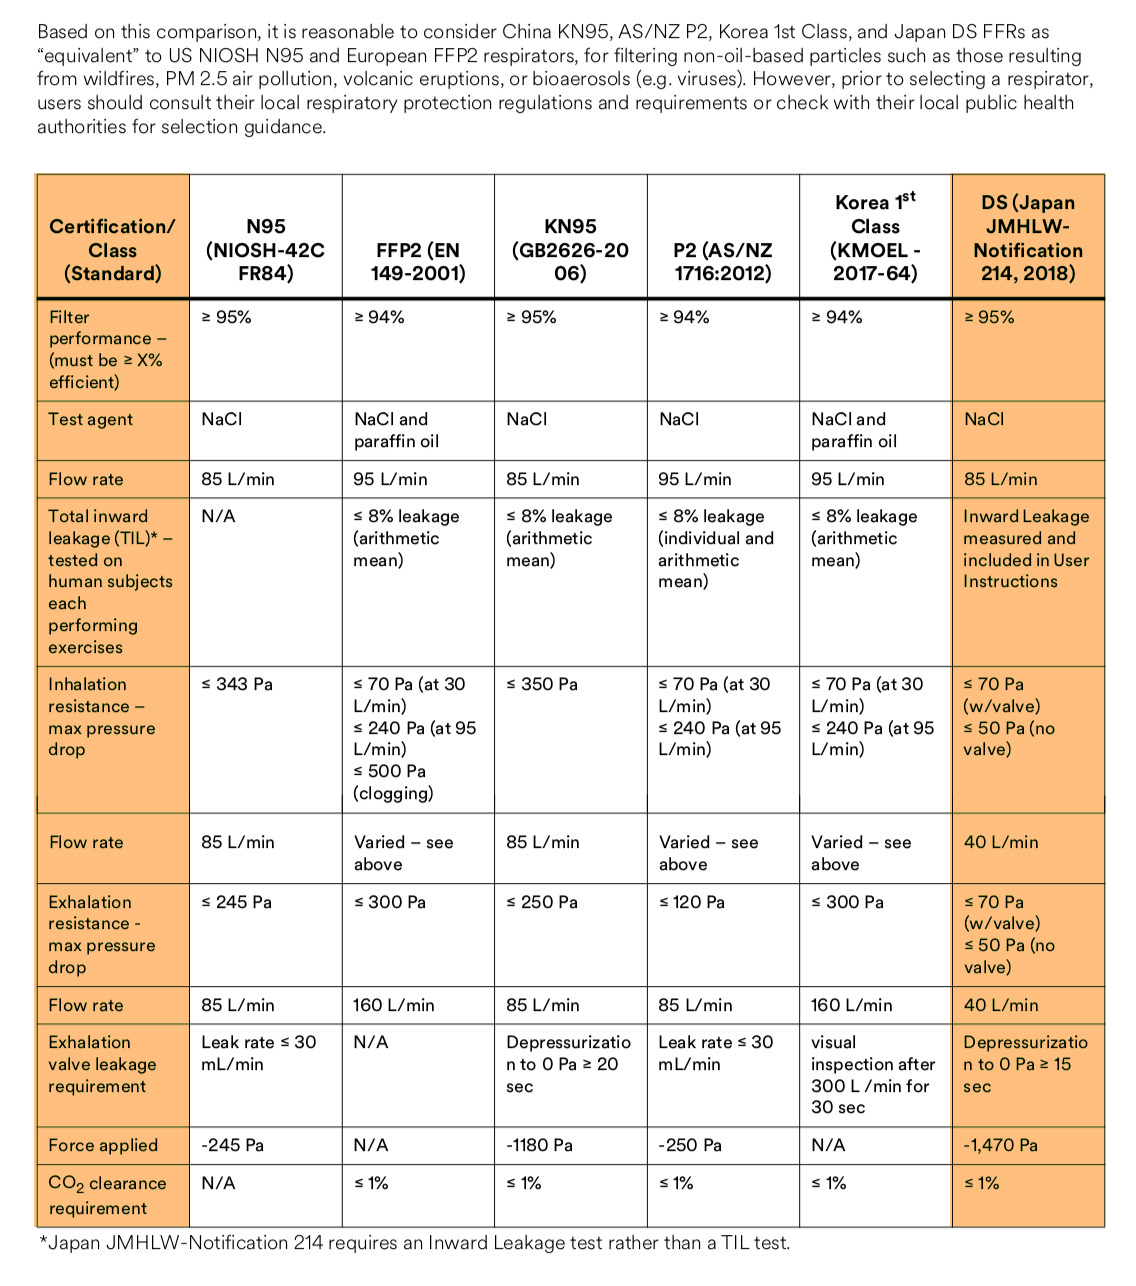 Based on this comparison, it is reasonable to consider China KN95, AS/NZ P2, Korea 1st Class, and Japan DS FFRs as
“equivalent” to US NIOSH N95 and European FFP2 respirators, for filtering non-oil-based particles such as those resulting
from wildfires, PM 2.5 air pollution, volcanic eruptions, or bioaerosols (e.g. viruses). However, prior to selecting a respirator,
users should consult their local respiratory protection regulations and requirements or check with their local public health
authorities for selection guidance.
Certification/
Class
(Standard)
N95
(NIOSH-42C
FR84)
FFP2 (EN
149-2001)
KN95
(GB2626-20
06)
P2 (AS/NZ
1716:2012)
Korea 1st
Class
(KMOEL -
2017-64)
DS (Japan
JMHLW-
Notification
214, 2018)
Filter
performance –
(must be ≥ X%
efficient)
≥ 95%
≥ 94%
≥ 95%
≥ 94%
≥ 94%
≥ 95%
Test agent
NaCl
NaCl and
paraffin oil
NaCl
NaCl
NaCl and
paraffin oil
NaCl
Flow rate
85 L/min
95 L/min
85 L/min
95 L/min
95 L/min
85 L/min
Total inward
leakage (TIL)* –
tested on
human subjects
each
performing
exercises
N/A
≤ 8% leakage
(arithmetic
mean)
≤ 8% leakage
(arithmetic
mean)
≤ 8% leakage
(individual and
arithmetic
mean)
≤ 8% leakage
(arithmetic
mean)
Inward Leakage
measured and
included in User
Instructions
Inhalation
resistance –
max pressure
drop
≤ 343 Pa
≤ 70 Pa (at 30
L/min)
≤ 240 Pa (at 95
L/min)
≤ 500 Pa
(clogging)
≤ 350 Pa
≤ 70 Pa (at 30
L/min)
≤ 240 Pa (at 95
L/min)
≤ 70 Pa (at 30
L/min)
≤ 240 Pa (at 95
L/min)
≤ 70 Pa
(w/valve)
≤ 50 Pa (no
valve)
Flow rate
85 L/min
Varied – see
above
85 L/min
Varied – see
above
Varied – see
above
40 L/min
Exhalation
resistance -
max pressure
drop
≤ 245 Pa
≤ 300 Pa
≤ 250 Pa
≤ 120 Pa
≤ 300 Pa
≤ 70 Pa
(w/valve)
≤ 50 Pa (no
valve)
Flow rate
85 L/min
160 L/min
85 L/min
85 L/min
160 L/min
40 L/min
Exhalation
valve leakage
requirement
Leak rate ≤ 30
mL/min
N/A
Depressurizatio
n to 0 Pa ≥ 20
sec
Leak rate ≤ 30
mL/min
visual
inspection after
300 L /min for
30 sec
Depressurizatio
n to 0 Pa ≥ 15
sec
Force applied
-245 Pa
N/A
-1180 Pa
-250 Pa
N/A
-1,470 Pa
CO2 clearance
requirement
N/A
≤ 1%
≤ 1%
≤ 1%
≤ 1%
≤ 1%
*Japan JMHLW-Notification 214 requires an Inward Leakage test rather than a TIL test.